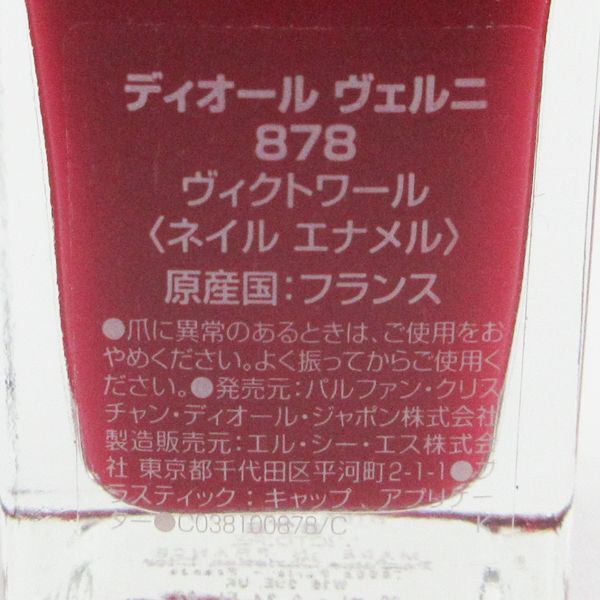 ディオール ヴェルニ
878
ヴィクトワール
〈ネイル エナメル〉
原産国：フランス
●爪に異常のあるときは、ご使用をお
やめください。よく振ってからご使用く
ださい。●発売元：パルファン・クリス
チャン・ディオール・ジャポン株式会社
製造販売元：エル・シー・エス株式会
社 東京都千代田区平河町2-1-1●プ
ラスティック：キャップ、アプリケー
ター●C038100878/C K